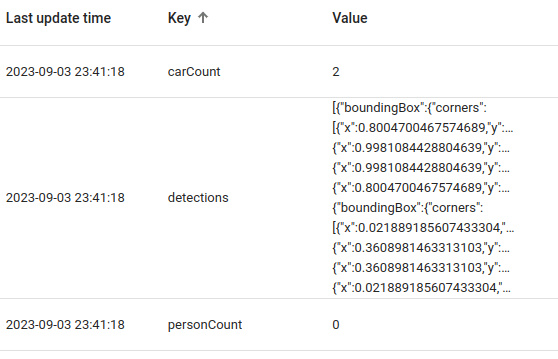 Last update time Key ↑ Value
2023-09-03 23:41:18 carCount 2
[{"boundingBox":{"corners":
[{"x":0.8004700467574689,"y":...
{"x":0.9981084428804639,"y":...
{"x":0.9981084428804639,"y":...
{"x":0.8004700467574689,"y":...
2023-09-03 23:41:18 detections
{"boundingBox":{"corners":
[{"x":0.021889185607433304,"...
{"x":0.3608981463313103,"y":...
{"x":0.3608981463313103,"y":...
{"x":0.021889185607433304,"...
2023-09-03 23:41:18 personCount 0